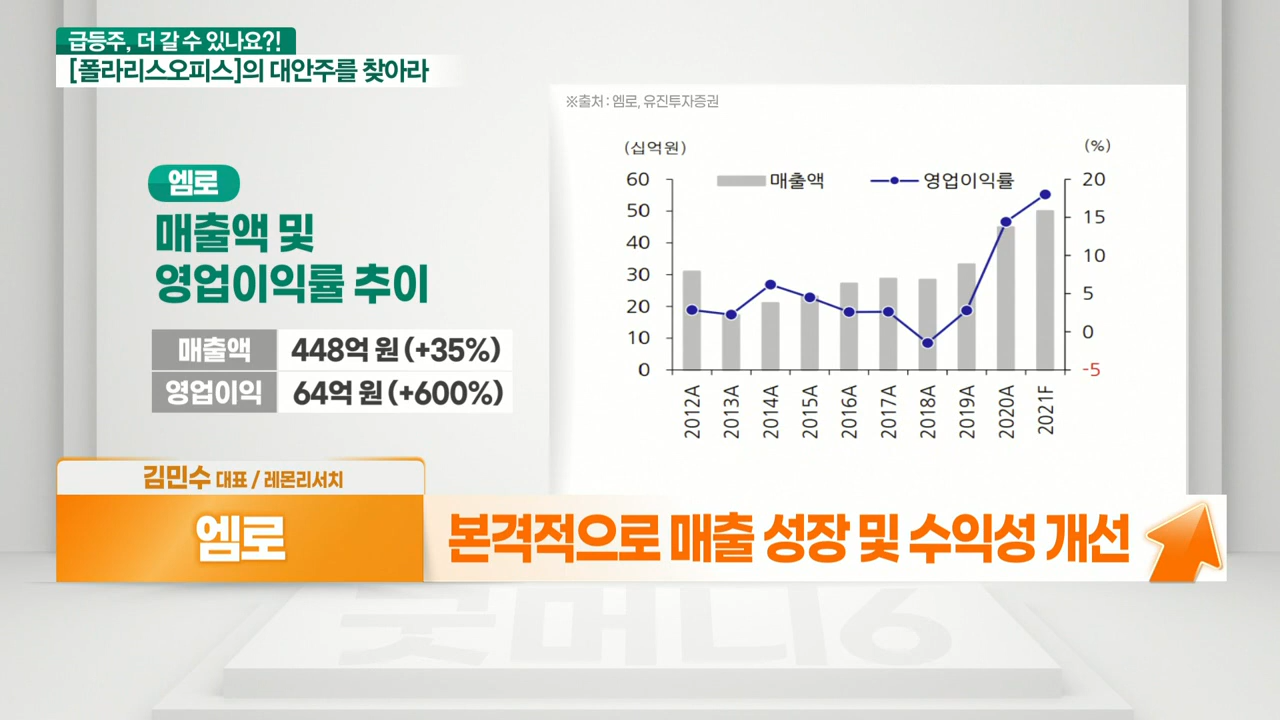 급등주, 더 갈 수 있나요?!
[폴라리스오피스]의 대안주를 찾아라
※출처 : 엠로, 유진투자증권
엠로
매출액 및
영업이익률 추이
매출액 448억 원 (+35%)
영업이익 64억 원 (+600%)
(십억원) (%)
매출액 영업이익률
60 20
50 15
40 10
30 5
20 0
10 -5
0
2012A 2013A 2014A 2015A 2016A 2017A 2018A 2019A 2020A 2021F
김민수 대표 / 레몬리서치
엠로
본격적으로 매출 성장 및 수익성 개선
굿머니6